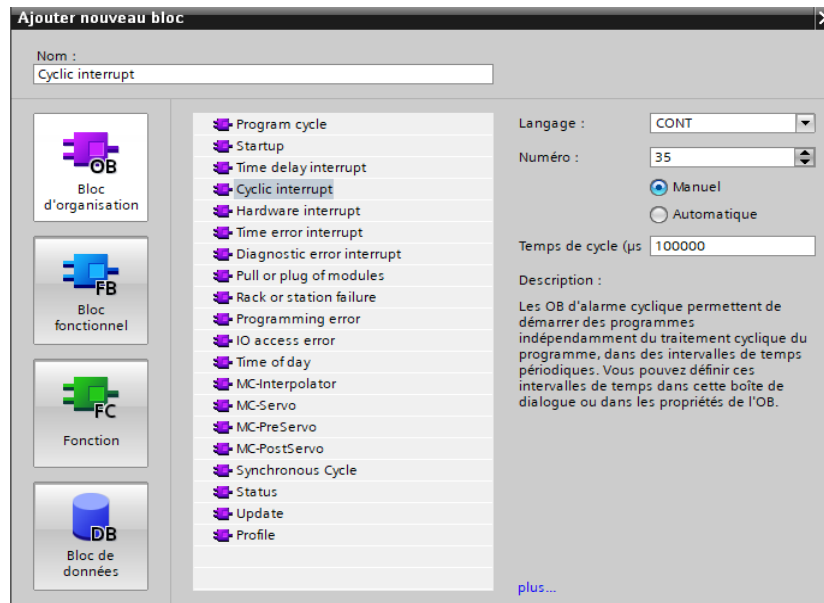 Ajouter nouveau bloc
Nom :
Cyclic interrupt
OB
Bloc
d'organisation
FB
Bloc
fonctionnel
FC
Fonction
DB
Bloc de
données
Program cycle
Startup
Time delay interrupt
Cyclic interrupt
Hardware interrupt
Time error interrupt
Diagnostic error interrupt
Pull or plug of modules
Rack or station failure
Programming error
IO access error
Time of day
MC-Interpolator
MC-Servo
MC-PreServo
MC-PostServo
Synchronous Cycle
Status
Update
Profile
Langage : CONT
Numéro : 35
Manuel
Automatique
Temps de cycle (µs 100000
Description :
Les OB d'alarme cyclique permettent de
démarrer des programmes
indépendamment du traitement cyclique du
programme, dans des intervalles de temps
périodiques. Vous pouvez définir ces
intervalles de temps dans cette boîte de
dialogue ou dans les propriétés de l'OB.
plus...